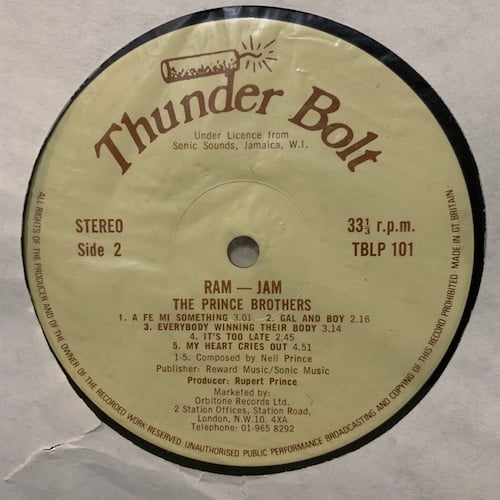 Thunder Bolt
Under Licence from
Sonic Sounds, Jamaica, W.I.
STEREO
Side 2
33⅓ r.p.m.
TBLP 101
RAM — JAM
THE PRINCE BROTHERS
1. A FE MI SOMETHING 3.01 2. GAL AND BOY 2.16
3. EVERYBODY WINNING THEIR BODY 3.14
4. IT'S TOO LATE 2.45
5. MY HEART CRIES OUT 4.51
1-5. Composed by Neil Prince
Publisher: Reward Music/Sonic Music
Producer: Rupert Prince
Marketed by:
Orbitone Records Ltd.
2 Station Offices, Station Road,
London, N.W.10. 4XA
Telephone: 01-965 8292
ALL RIGHTS OF THE PRODUCER AND OF THE OWNER OF THE RECORDED WORK RESERVED. UNAUTHORISED PUBLIC PERFORMANCE BROADCASTING AND COPYING OF THIS RECORD PROHIBITED MADE IN GT BRITAIN